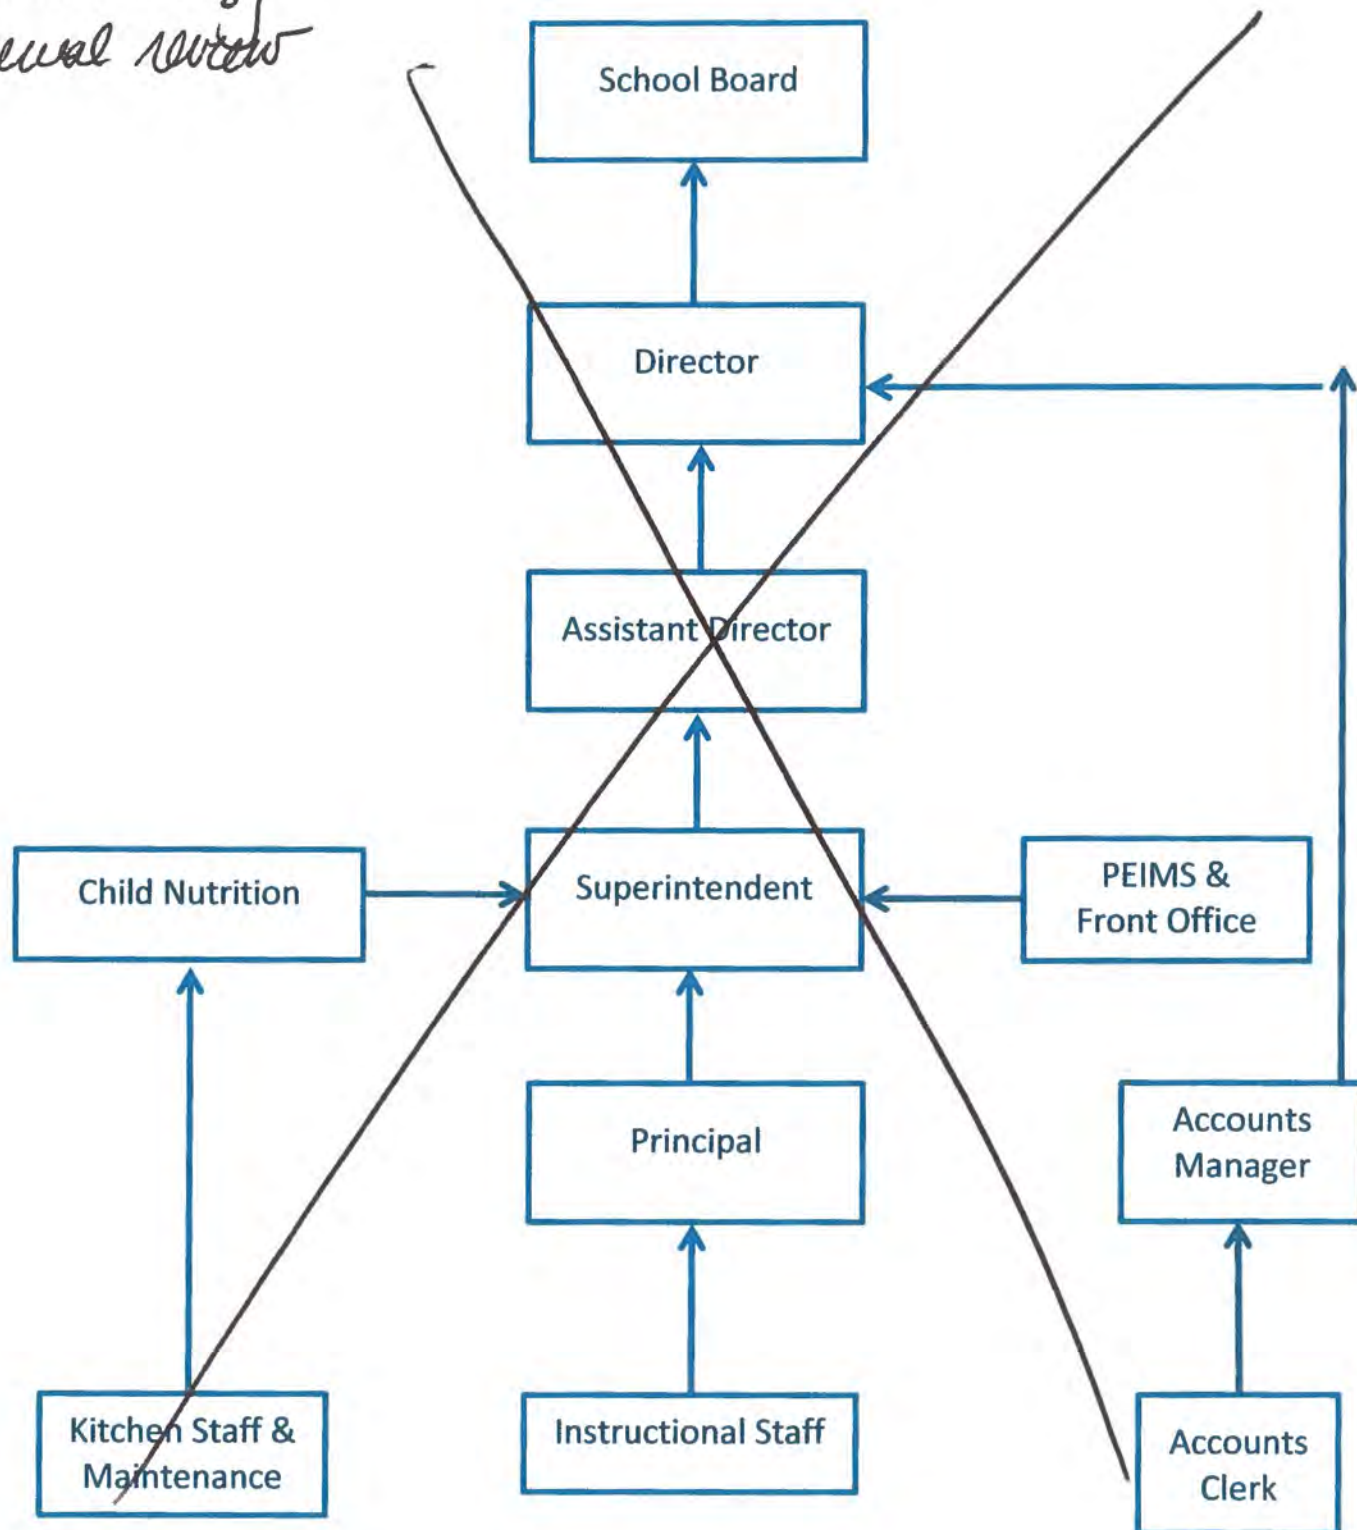 review
School Board
Director
Assistant Director
Child Nutrition
Superintendent
PEIMS &
Front Office
Principal
Accounts
Manager
Kitchen Staff &
Maintenance
Instructional Staff
Accounts
Clerk